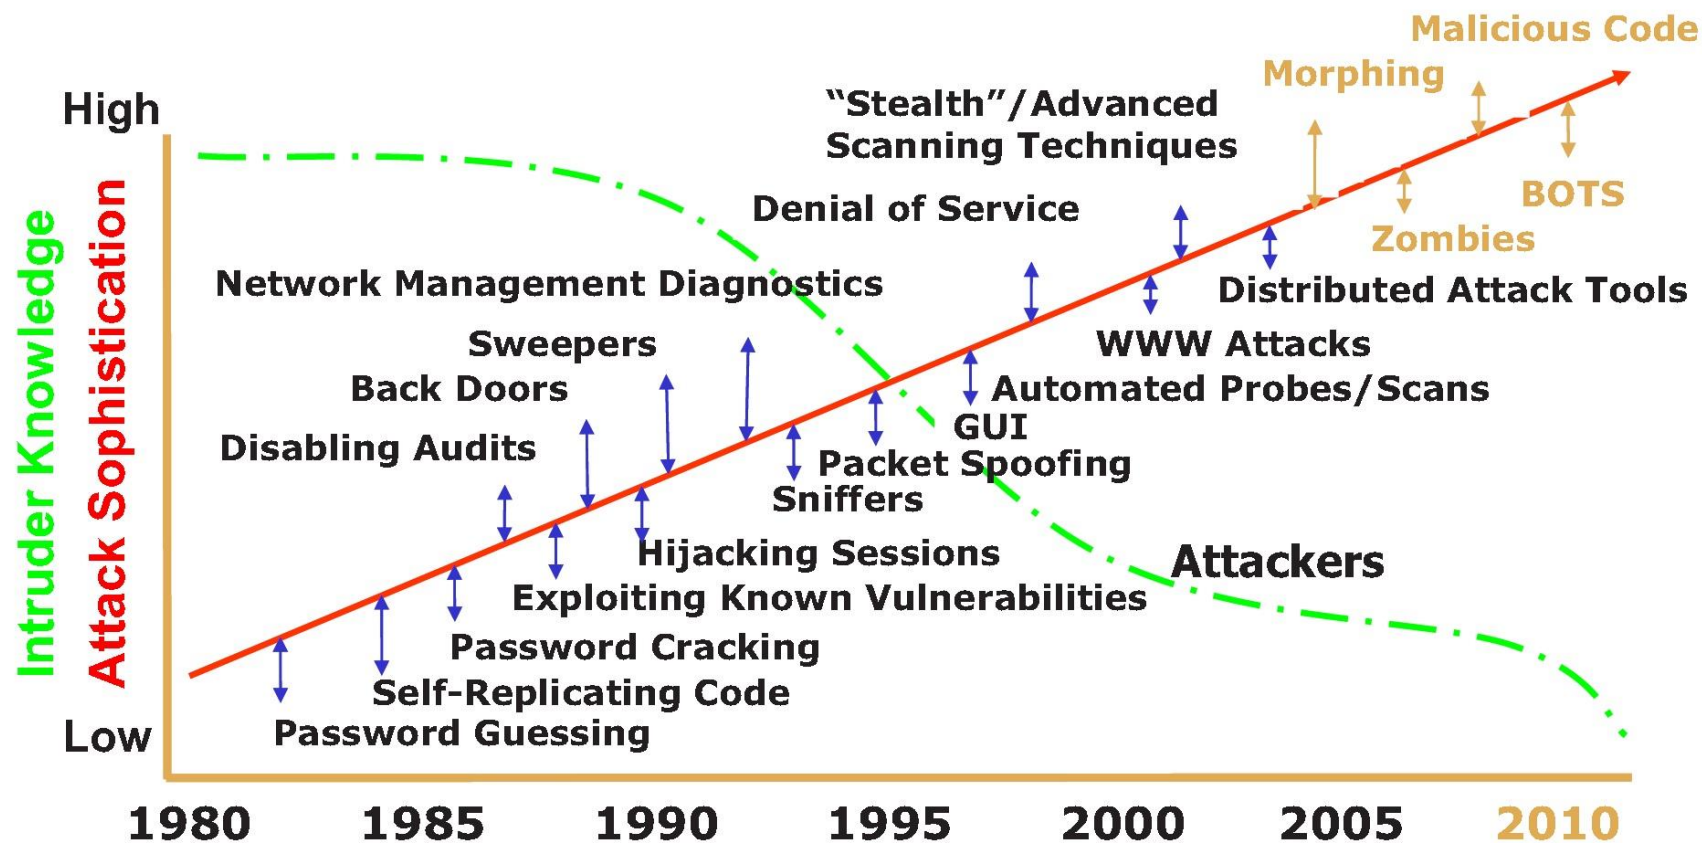 Malicious Code
Morphing
High
“Stealth”/Advanced
Scanning Techniques
BOTS
Denial of Service
Zombies
Network Management Diagnostics
Distributed Attack Tools
Sweepers
WWW Attacks
Back Doors
Automated Probes/Scans
GUI
Disabling Audits
Packet Spoofing
Sniffers
Hijacking Sessions
Attackers
Exploiting Known Vulnerabilities
Password Cracking
Self-Replicating Code
Password Guessing
Low
Intruder Knowledge
Attack Sophistication
1980 1985 1990 1995 2000 2005 2010